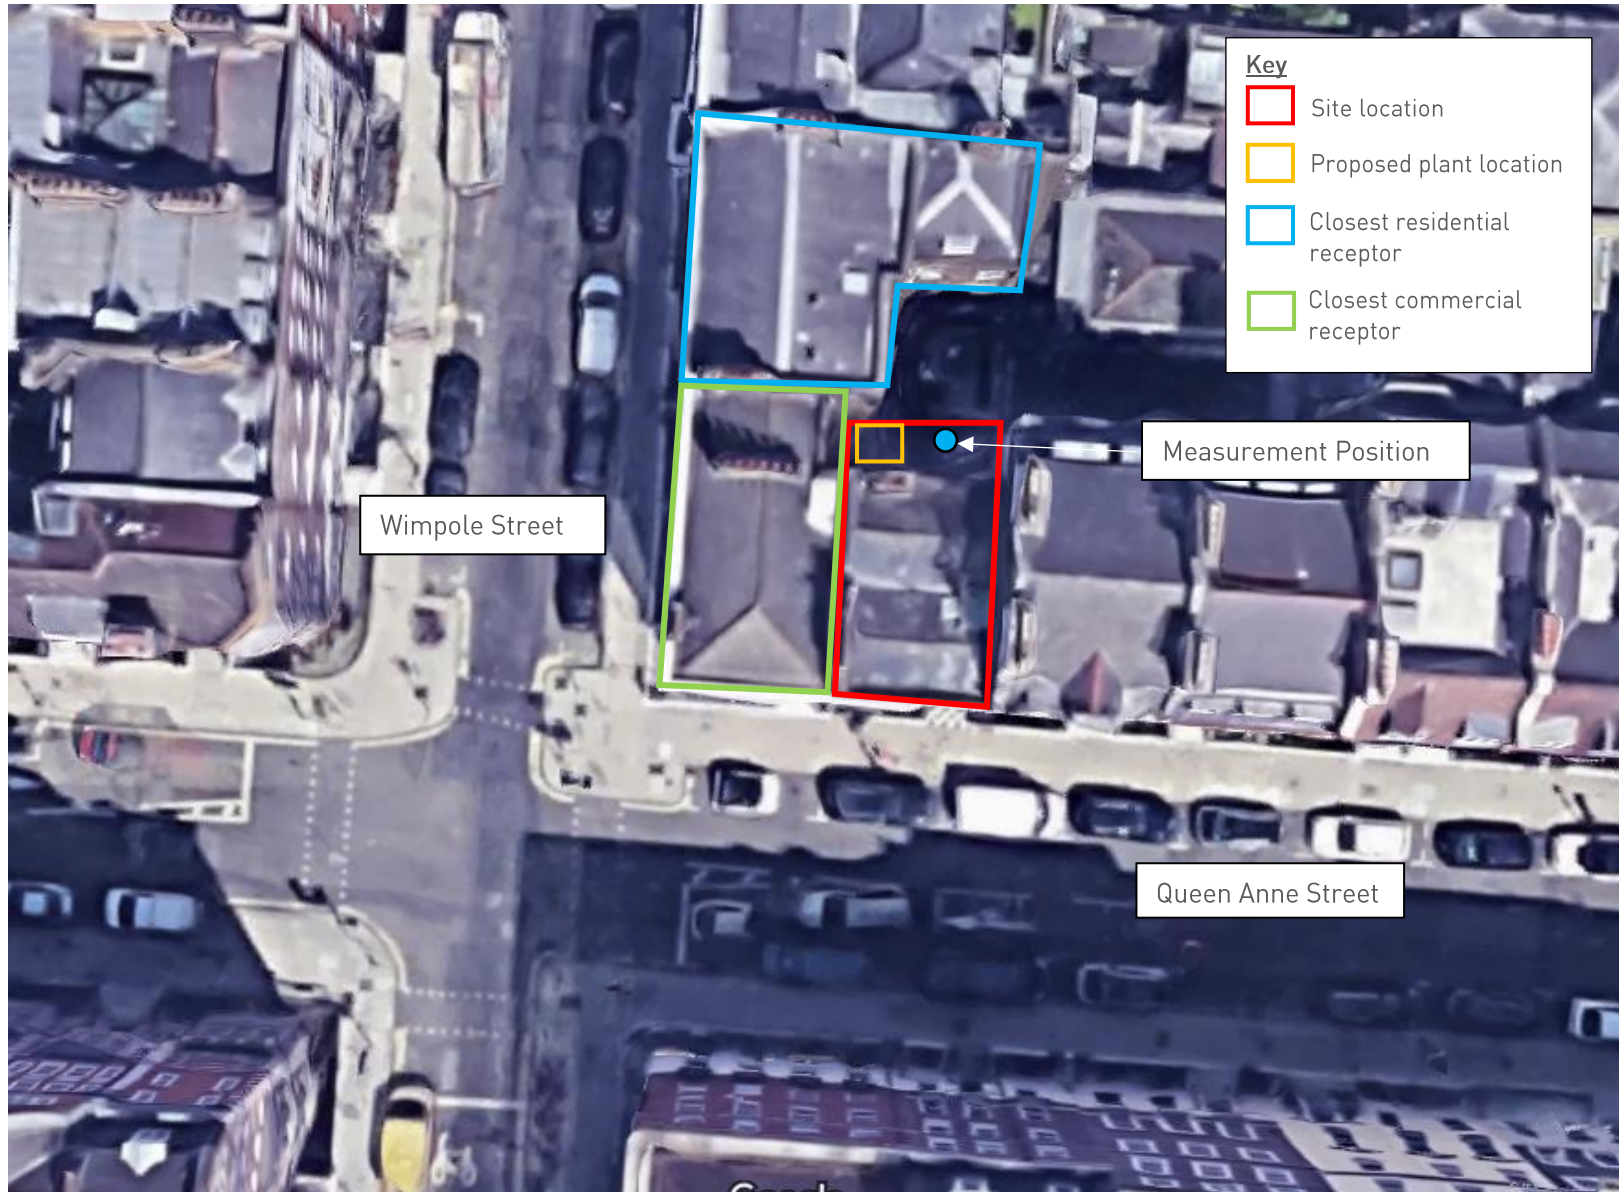 Key
Site location
Proposed plant location
Closest residential
receptor
Closest commercial
receptor
Measurement Position
Wimpole Street
Queen Anne Street